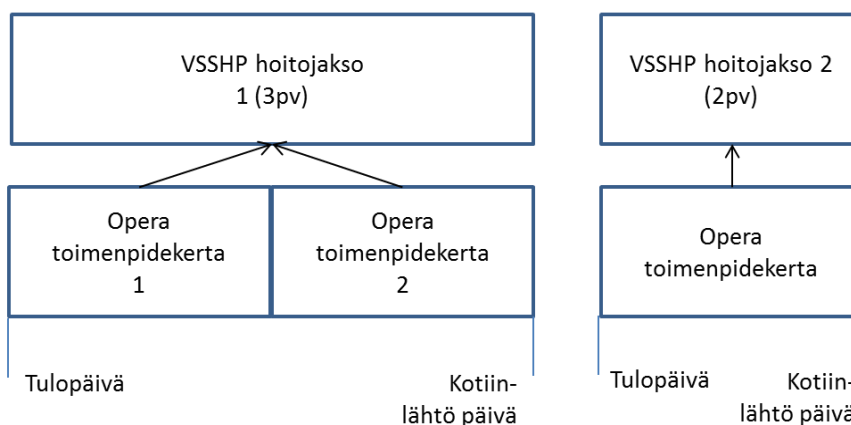 VSSHP hoitojakso
1 (3pv)
VSSHP hoitojakso 2
(2pv)
Opera
toimenpidekerta
1
Opera
toimenpidekerta
2
Opera
toimenpidekerta
Tulopäivä
Kotiin-
lähtö päivä
Tulopäivä
Kotiin-
lähtö päivä